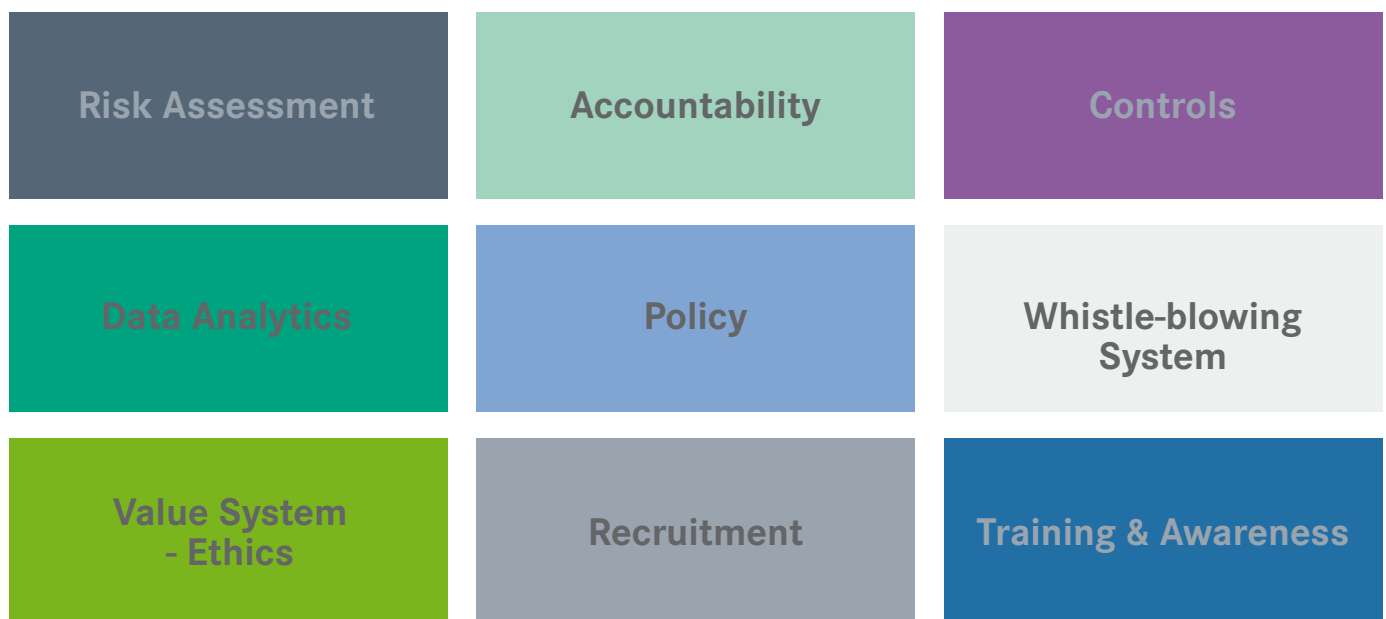 Risk Assessment
Accountability
Controls
Data Analytics
Policy
Whistle-blowing
System
Value System
- Ethics
Recruitment
Training & Awareness